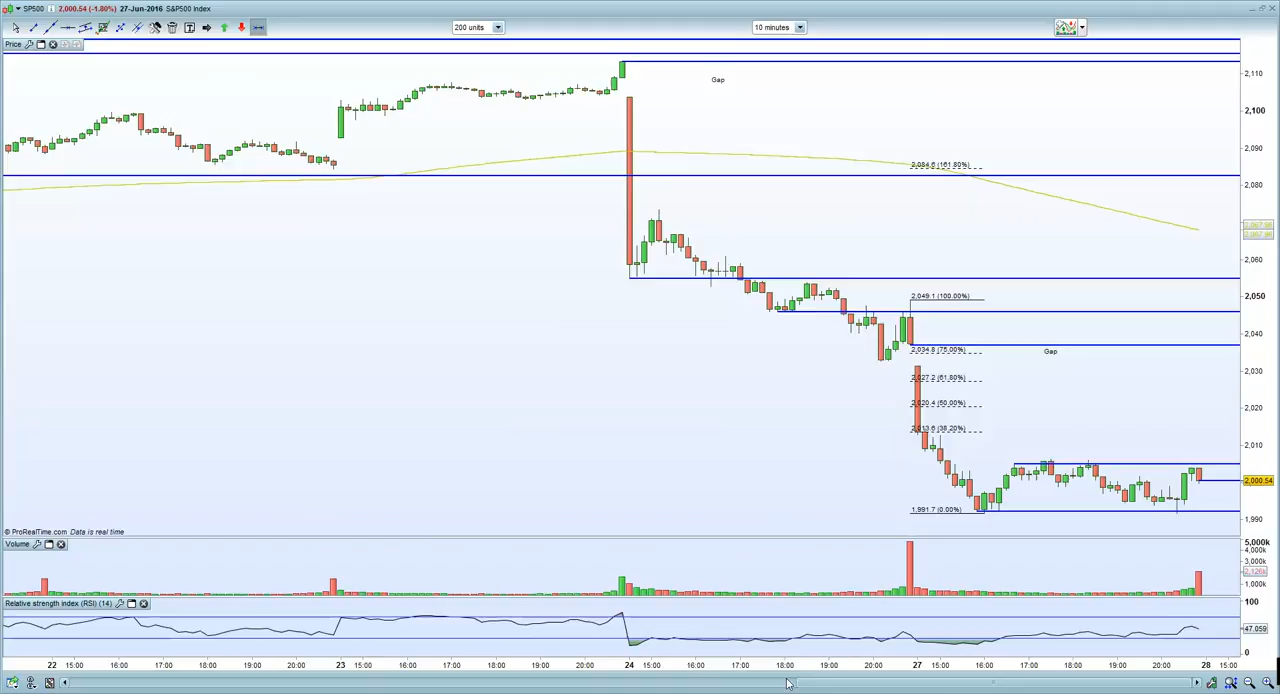 SP500 2,000.54 (-1.80%) 27-Jun-2016 S&P500 Index
200 units
10 minutes
Price
Gap
2,110
2,100
2,090
2,084.6 (161.80%)
2,080
2,060
2,049.1 (100.00%)
2,050
2,040
2,034.8 (75.00%)
Gap
2,030
2,027.2 (61.80%)
2,020
2,020.4 (50.00%)
2,013.6 (38.20%)
2,010
2,000.54
1,991.7 (0.00%)
1,990
© ProRealTime.com Data is real time
Volume
5,000k
4,000k
3,000k
1,000k
Relative strength index (RSI) (14)
100
47.059
0
22 15:00 16:00 17:00 18:00 19:00 20:00 23 15:00 16:00 17:00 18:00 19:00 20:00 24 15:00 16:00 17:00 18:00 19:00 20:00 27 15:00 16:00 17:00 18:00 19:00 20:00 28 15:00